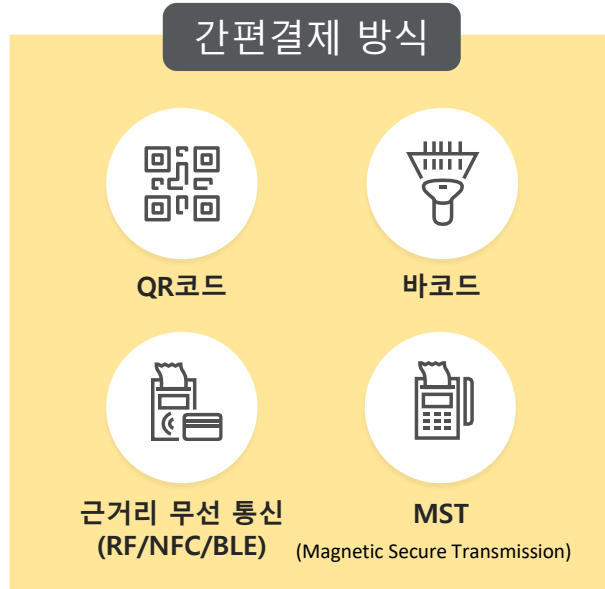 간편결제 방식
QR코드
바코드
근거리 무선 통신
(RF/NFC/BLE)
MST
(Magnetic Secure Transmission)